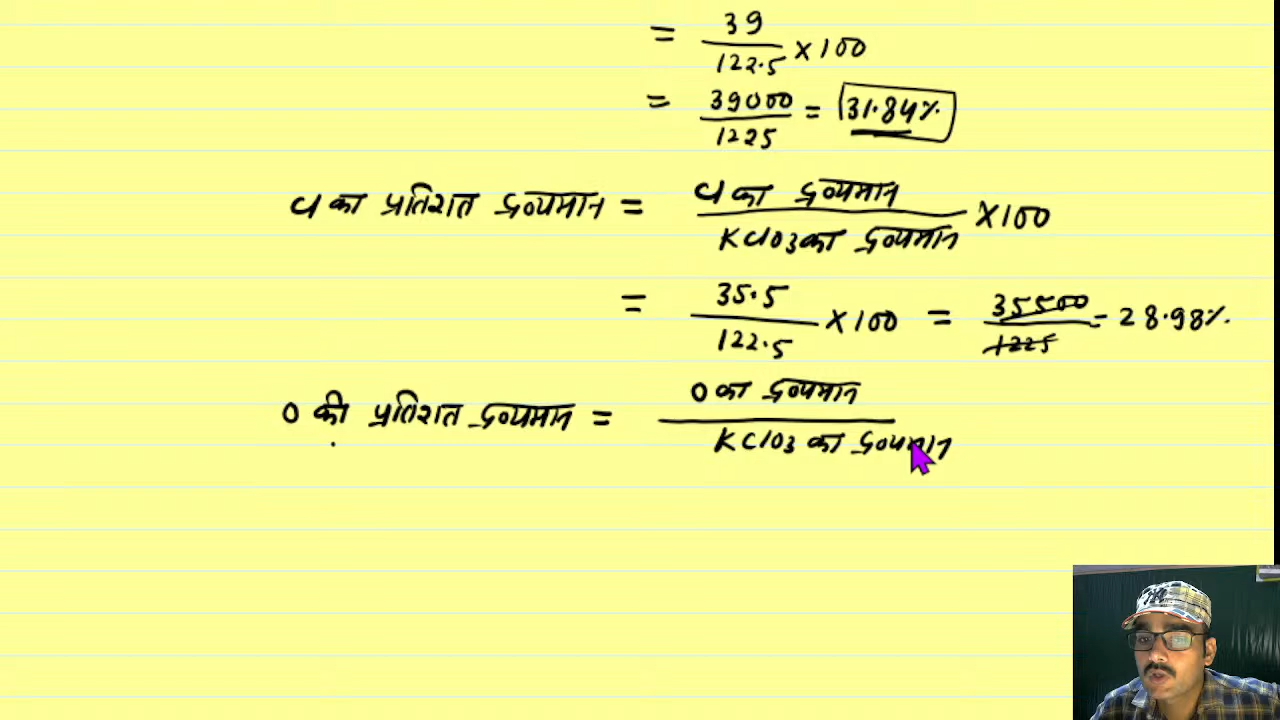 = 39/122.5 × 100
= 39000/1225 = 31.84%
Cl का प्रतिशत द्रव्यमान = Cl का द्रव्यमान/KClO3 का द्रव्यमान × 100
= 35.5/122.5 × 100 = 35500/1225 = 28.98%
O की प्रतिशत द्रव्यमान = O का द्रव्यमान/KClO3 का द्रव्यमान